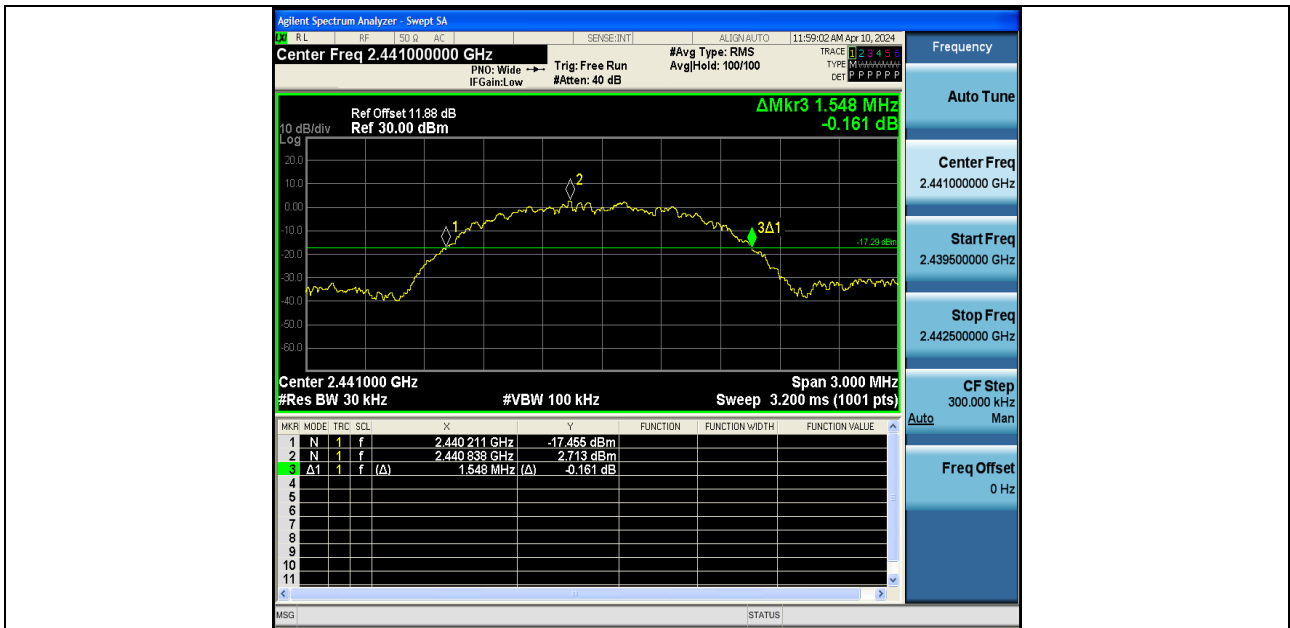 Agilent Spectrum Analyzer - Swept SA
LXI RL RF 50 Ω AC SENSE:INT ALIGN AUTO 11:59:02 AM Apr 10, 2024
Center Freq 2.441000000 GHz
PNO: Wide
IFGain:Low
Trig: Free Run
#Atten: 40 dB
#Avg Type: RMS
Avg|Hold: 100/100
TRACE 1 2 3 4 5 6
TYPE M
DET P P P P P P
ΔMkr3 1.548 MHz
-0.161 dB
Ref Offset 11.88 dB
10 dB/div Ref 30.00 dBm
Log
20.0
10.0
0.00
-10.0
-20.0
-30.0
-40.0
-50.0
-60.0
1
2
3Δ1
-17.29 dBm
Center 2.441000 GHz Span 3.000 MHz
#Res BW 30 kHz #VBW 100 kHz Sweep 3.200 ms (1001 pts)
MKR MODE TRC SCL X Y FUNCTION FUNCTION WIDTH FUNCTION VALUE
1 N 1 f 2.440 211 GHz -17.455 dBm
2 N 1 f 2.440 838 GHz 2.713 dBm
3 Δ1 1 f (Δ) 1.548 MHz (Δ) -0.161 dB
4
5
6
7
8
9
10
11
MSG STATUS
Frequency
Auto Tune
Center Freq
2.441000000 GHz
Start Freq
2.439500000 GHz
Stop Freq
2.442500000 GHz
CF Step
300.000 kHz
Auto Man
Freq Offset
0 Hz